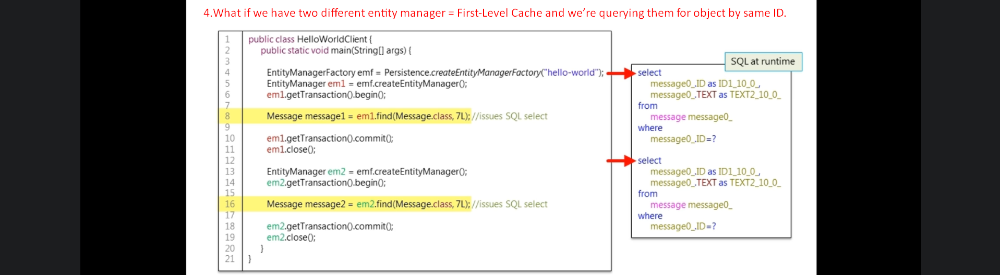 4.What if we have two different entity manager = First-Level Cache and we’re querying them for object by same ID.
1 public class HelloWorldClient {
2 public static void main(String[] args) {
3
4 EntityManagerFactory emf = Persistence.createEntityManagerFactory("hello-world");
5 EntityManager em1 = emf.createEntityManager();
6 em1.getTransaction().begin();
7
8 Message message1 = em1.find(Message.class, 7L); //issues SQL select
9
10 em1.getTransaction().commit();
11 em1.close();
12
13 EntityManager em2 = emf.createEntityManager();
14 em2.getTransaction().begin();
15
16 Message message2 = em2.find(Message.class, 7L); //issues SQL select
17
18 em2.getTransaction().commit();
19 em2.close();
20 }
21 }
SQL at runtime
select
message0_.ID as ID1_10_0_,
message0_.TEXT as TEXT2_10_0_
from
message message0_
where
message0_.ID=?
select
message0_.ID as ID1_10_0_,
message0_.TEXT as TEXT2_10_0_
from
message message0_
where
message0_.ID=?